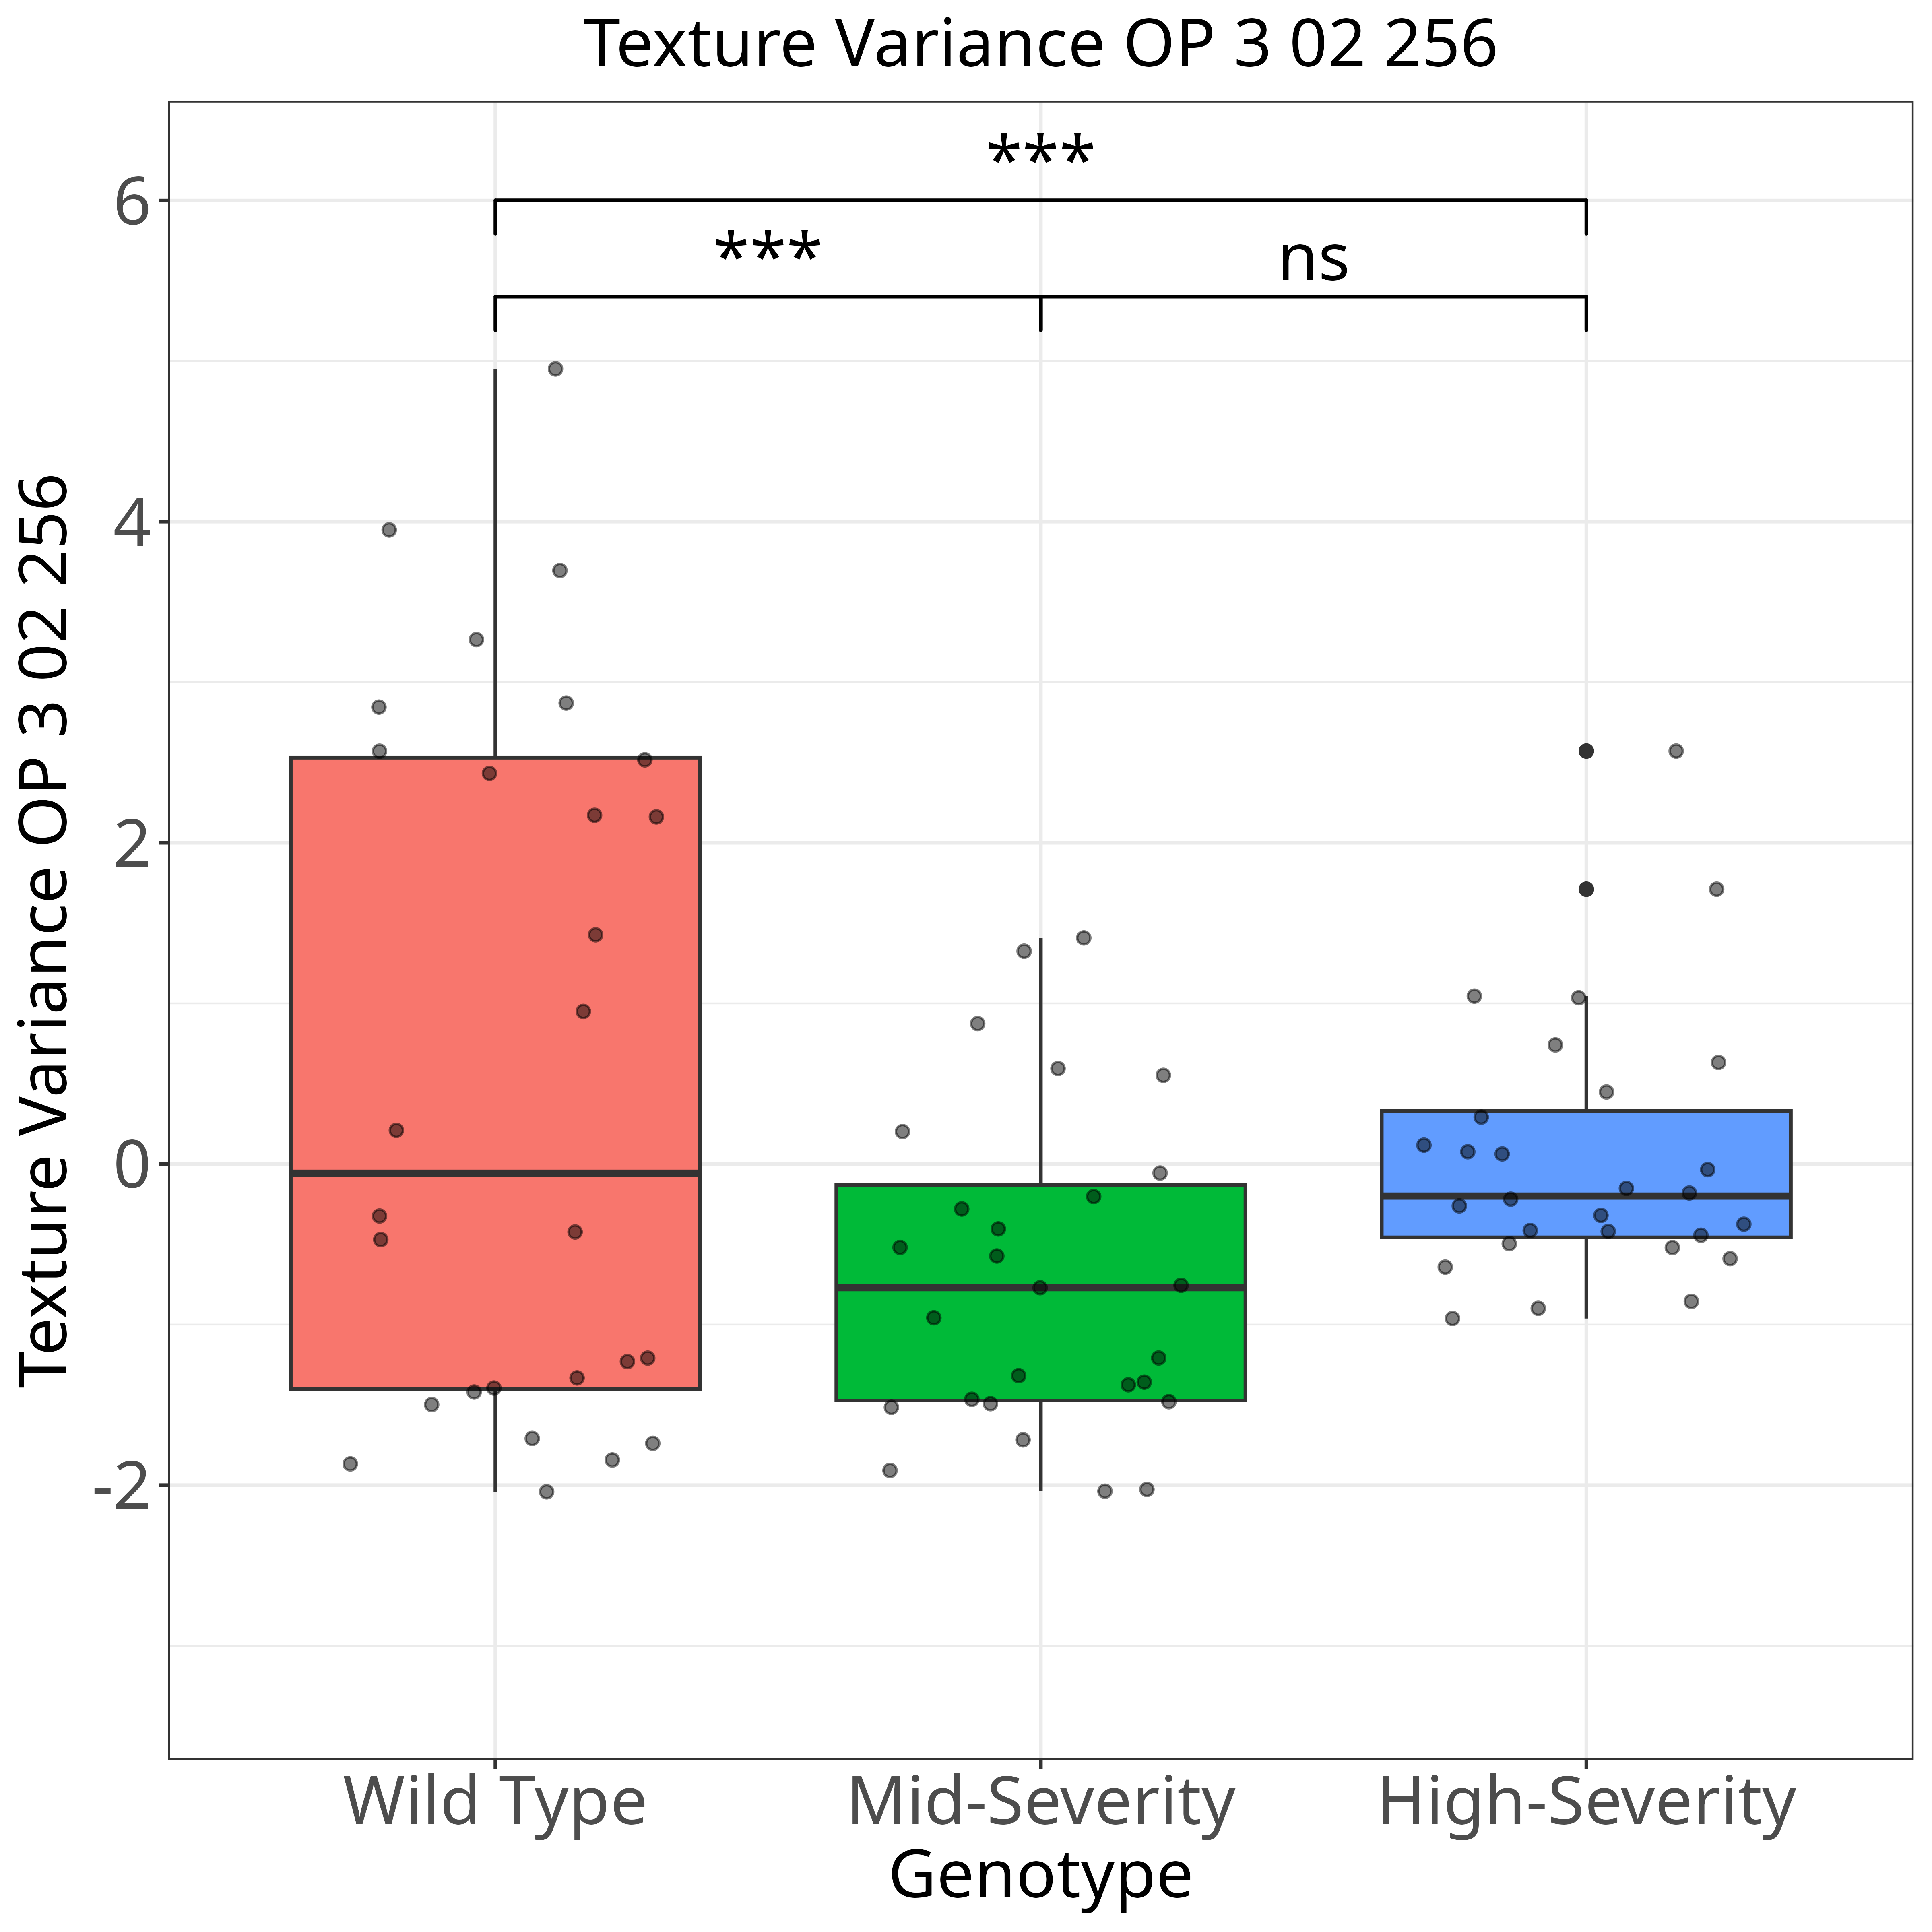 Texture Variance OP 3 02 256
***
***
ns
6
4
2
0
-2
Texture Variance OP 3 02 256
Wild Type
Mid-Severity
High-Severity
Genotype